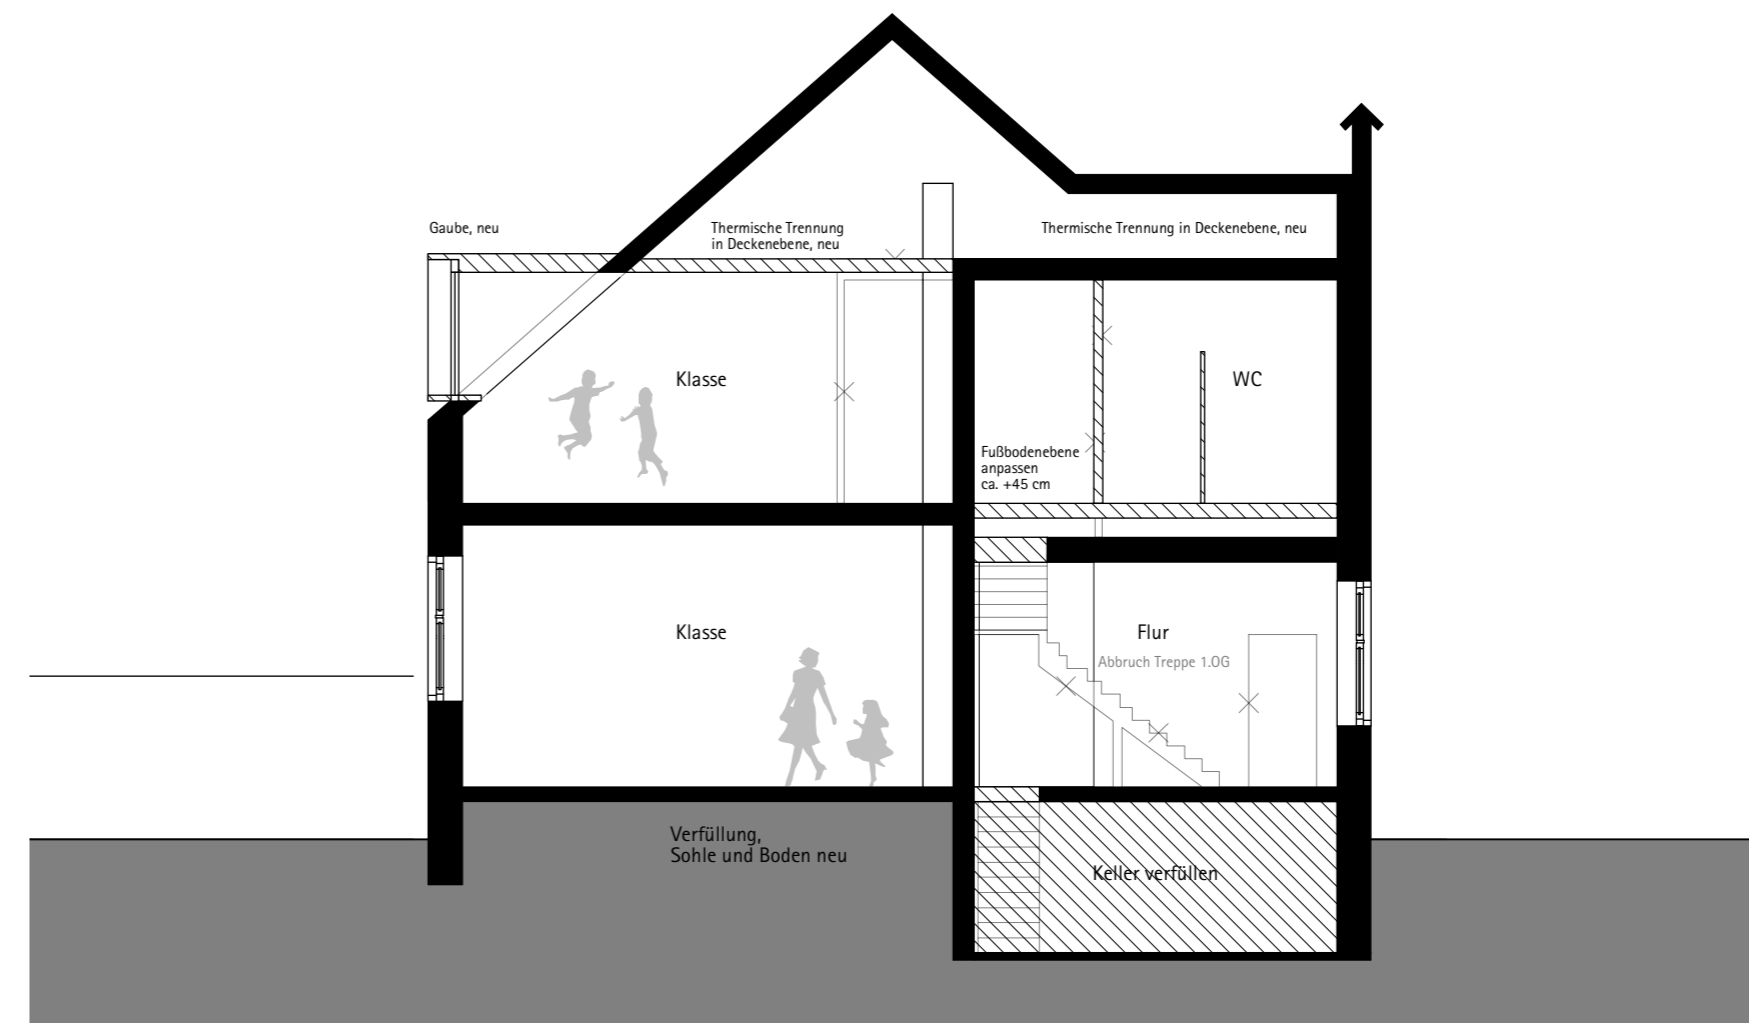 Gaube, neu
Thermische Trennung
in Deckenebene, neu
Thermische Trennung in Deckenebene, neu
Klasse
WC
Fußbodenebene
anpassen
ca. +45 cm
Klasse
Flur
Abbruch Treppe 1.OG
Verfüllung,
Sohle und Boden neu
Keller verfüllen